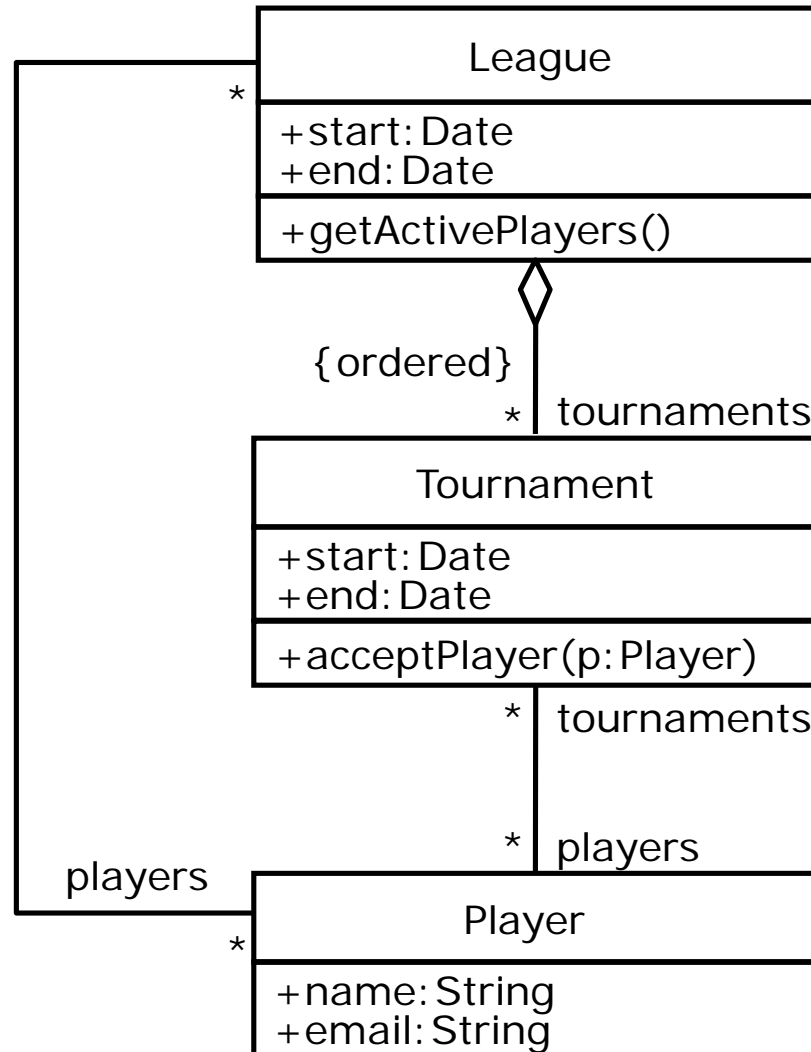 League
*
+start:Date
+end:Date
+getActivePlayers()
{ordered}
* tournaments
Tournament
+start:Date
+end:Date
+acceptPlayer(p:Player)
* tournaments
* players
players
Player
*
+name:String
+email:String